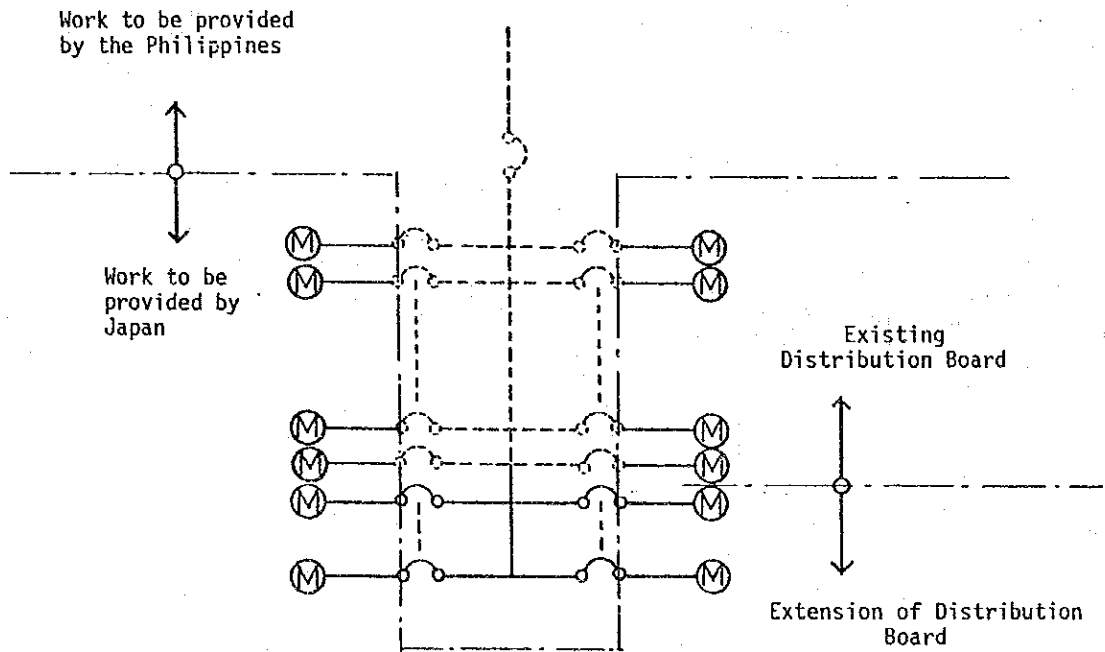 Work to be provided
by the Philippines
Work to be
provided by
Japan
M M
M M
Existing
Distribution Board
M M
M M
M M
M M
Extension of Distribution
Board